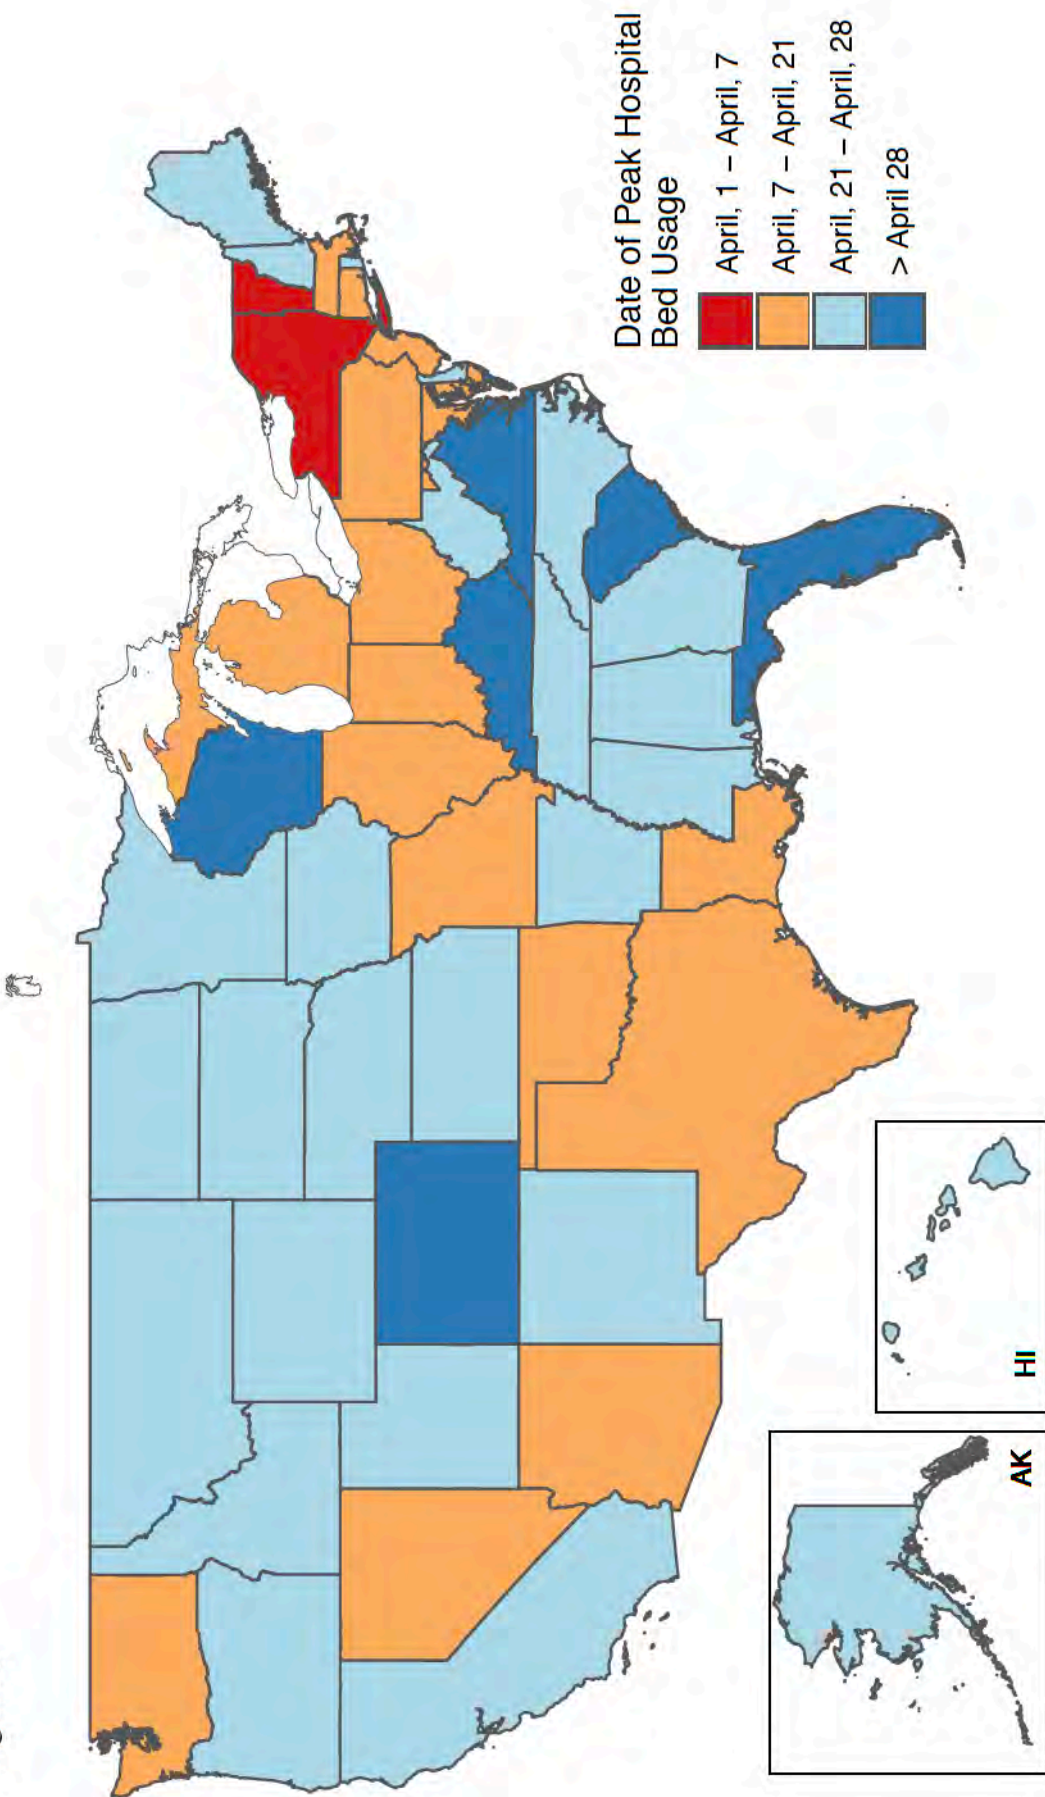 Date of Peak Hospital
Bed Usage
April, 1 – April, 7
April, 7 – April, 21
April, 21 – April, 28
> April 28
AK
HI